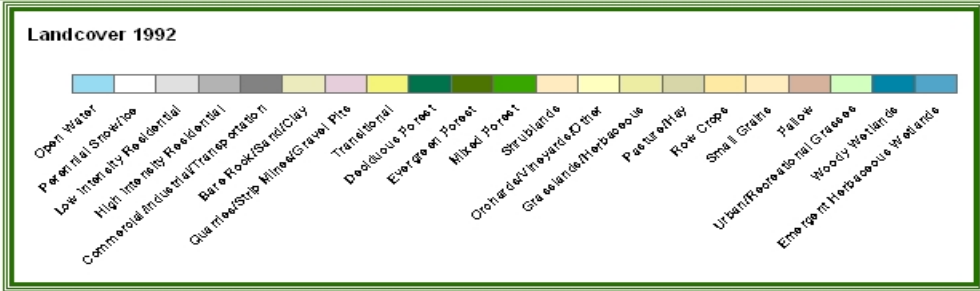 Landcover 1992
Open Water
Perennial Snow/Ice
Low Intensity Residential
High Intensity Residential
Commercial/Industrial/Transportation
Bare Rock/Sand/Clay
Quarries/Strip Mines/Gravel Pits
Transitional
Deciduous Forest
Evergreen Forest
Mixed Forest
Shrublands
Orchards/Vineyards/Other
Grasslands/Herbaceous
Pasture/Hay
Row Crops
Small Grains
Fallow
Urban/Recreational Grasses
Woody Wetlands
Emergent Herbaceous Wetlands